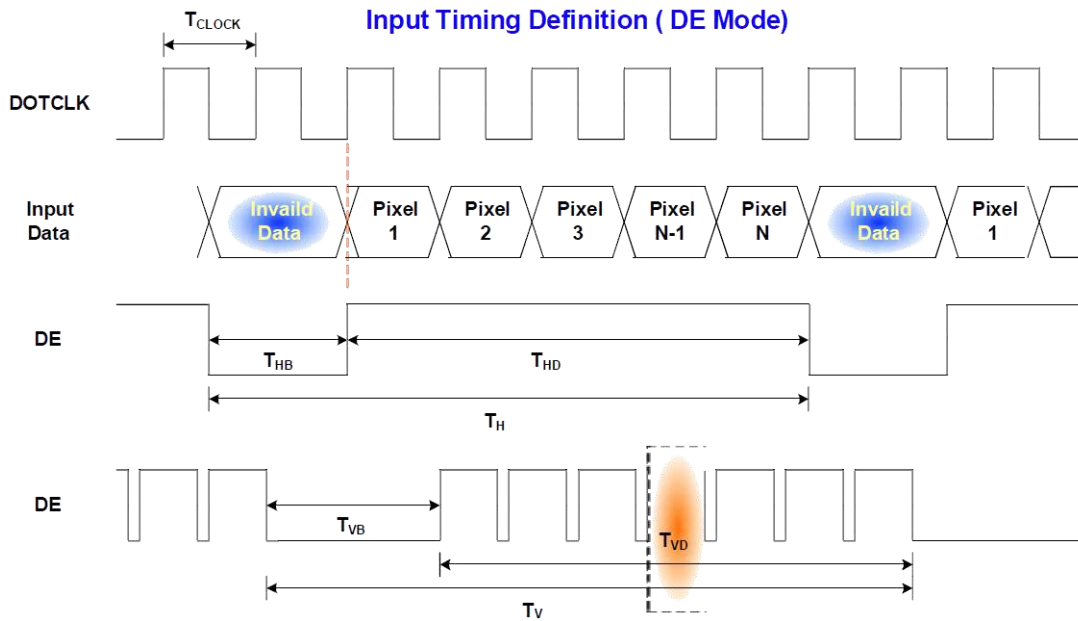 Input Timing Definition ( DE Mode)
TCLOCK
DOTCLK
Input
Data
Invaild
Data
Pixel
1
Pixel
2
Pixel
3
Pixel
N-1
Pixel
N
Invaild
Data
Pixel
1
DE
THB
THD
TH
DE
TVB
TVD
TV